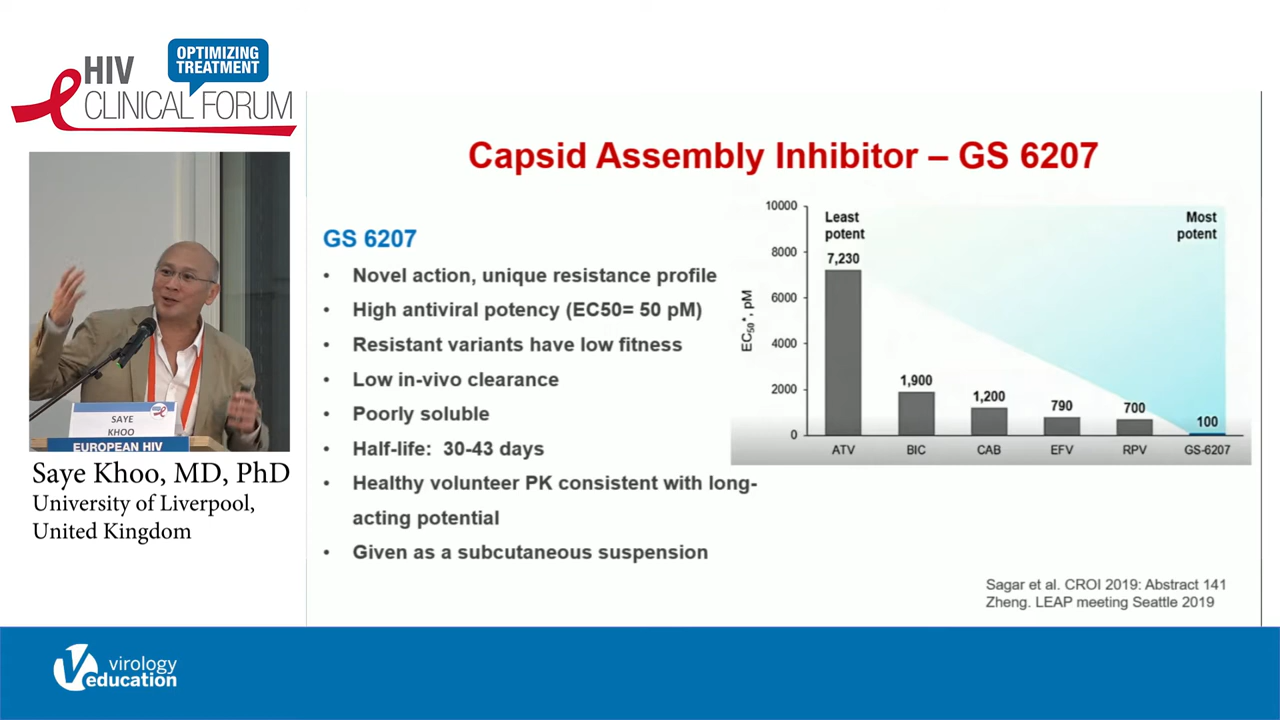 HIV
OPTIMIZING
TREATMENT
CLINICAL FORUM
SAYE
KHOO
EUROPEAN HIV
Saye Khoo, MD, PhD
University of Liverpool,
United Kingdom
Capsid Assembly Inhibitor – GS 6207
GS 6207
• Novel action, unique resistance profile
• High antiviral potency (EC50= 50 pM)
• Resistant variants have low fitness
• Low in-vivo clearance
• Poorly soluble
• Half-life: 30-43 days
• Healthy volunteer PK consistent with long-
acting potential
• Given as a subcutaneous suspension
EC50*, pM
10000
8000
6000
4000
2000
0
Least
potent
Most
potent
7,230
1,900
1,200
790
700
100
ATV BIC CAB EFV RPV GS-6207
Sagar et al. CROI 2019: Abstract 141
Zheng. LEAP meeting Seattle 2019
virology
education